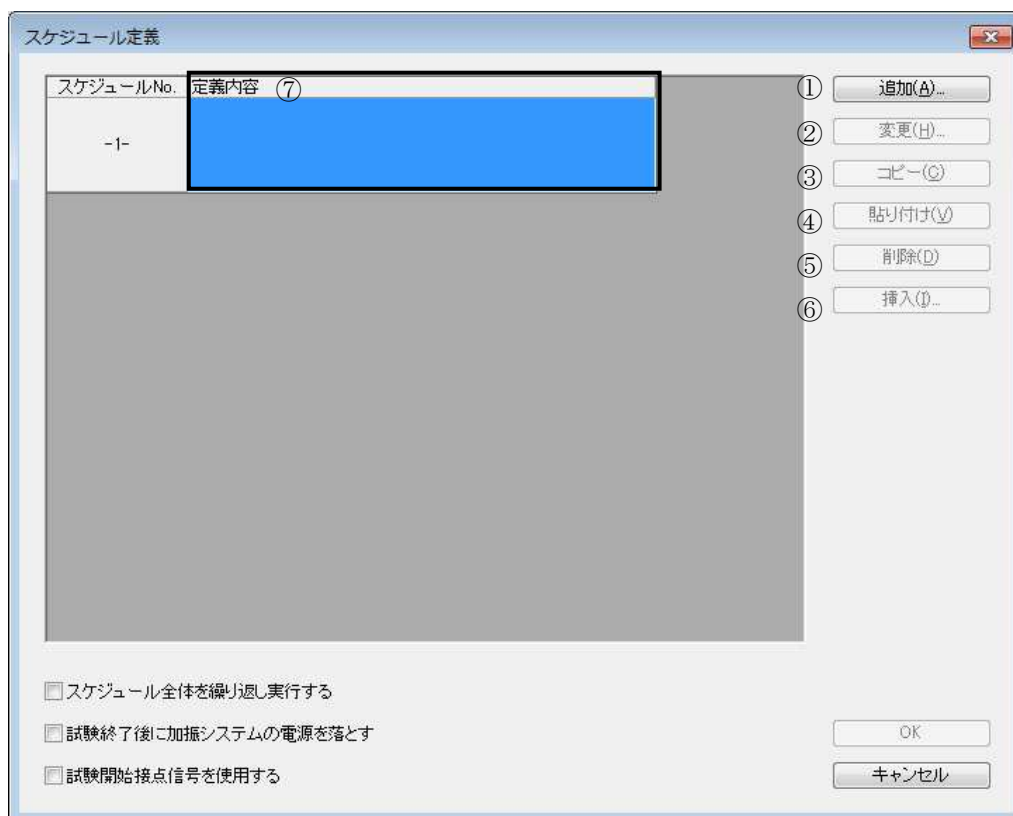 スケジュール定義
スケジュールNo. 定義内容 ⑦
-1-
① 追加(A)...
② 変更(H)...
③ コピー(C)
④ 貼り付け(V)
⑤ 削除(D)
⑥ 挿入(I)...
スケジュール全体を繰り返し実行する
試験終了後に加振システムの電源を落とす
試験開始接点信号を使用する
OK
キャンセル